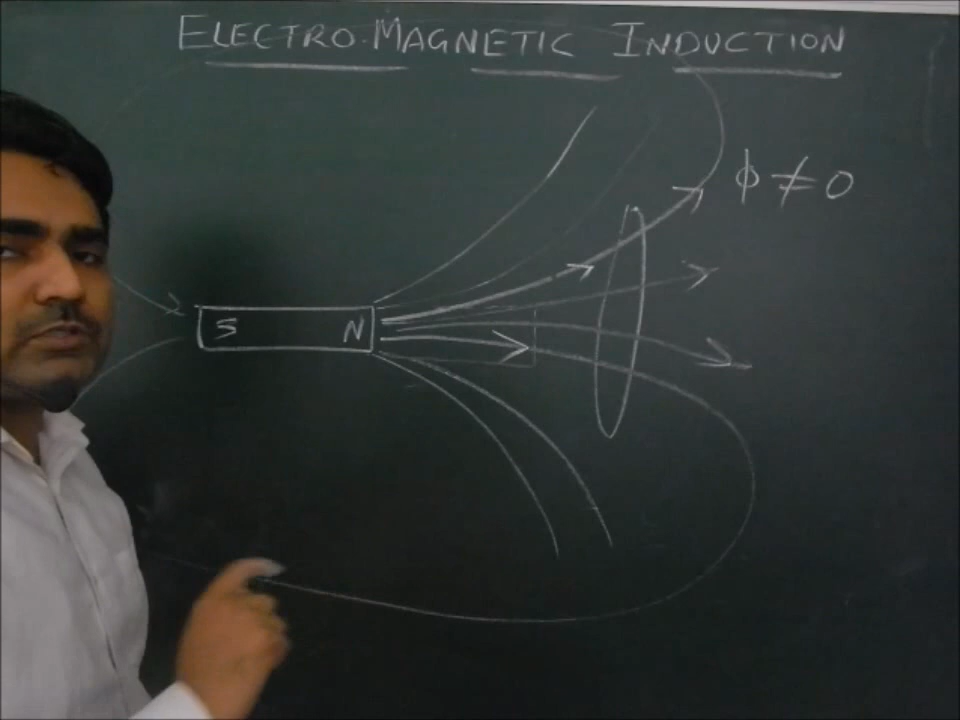 ELECTRO-MAGNETIC INDUCTION
ϕ ≠ 0
S N